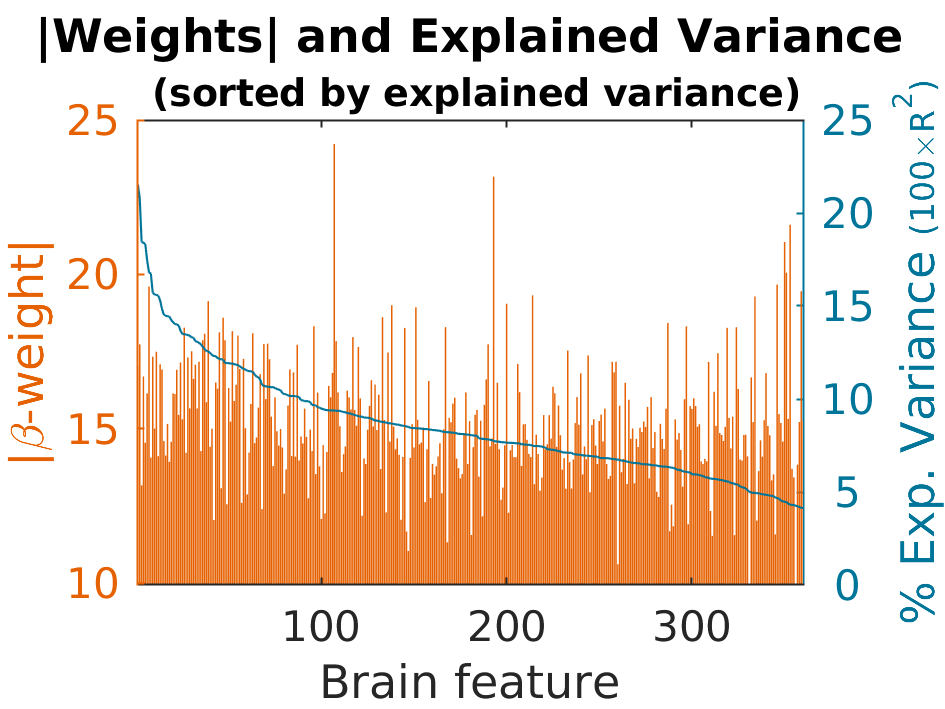 |Weights| and Explained Variance
(sorted by explained variance)
25
20
15
10
|β-weight|
25
20
15
10
5
0
% Exp. Variance (100×R²)
100 200 300
Brain feature